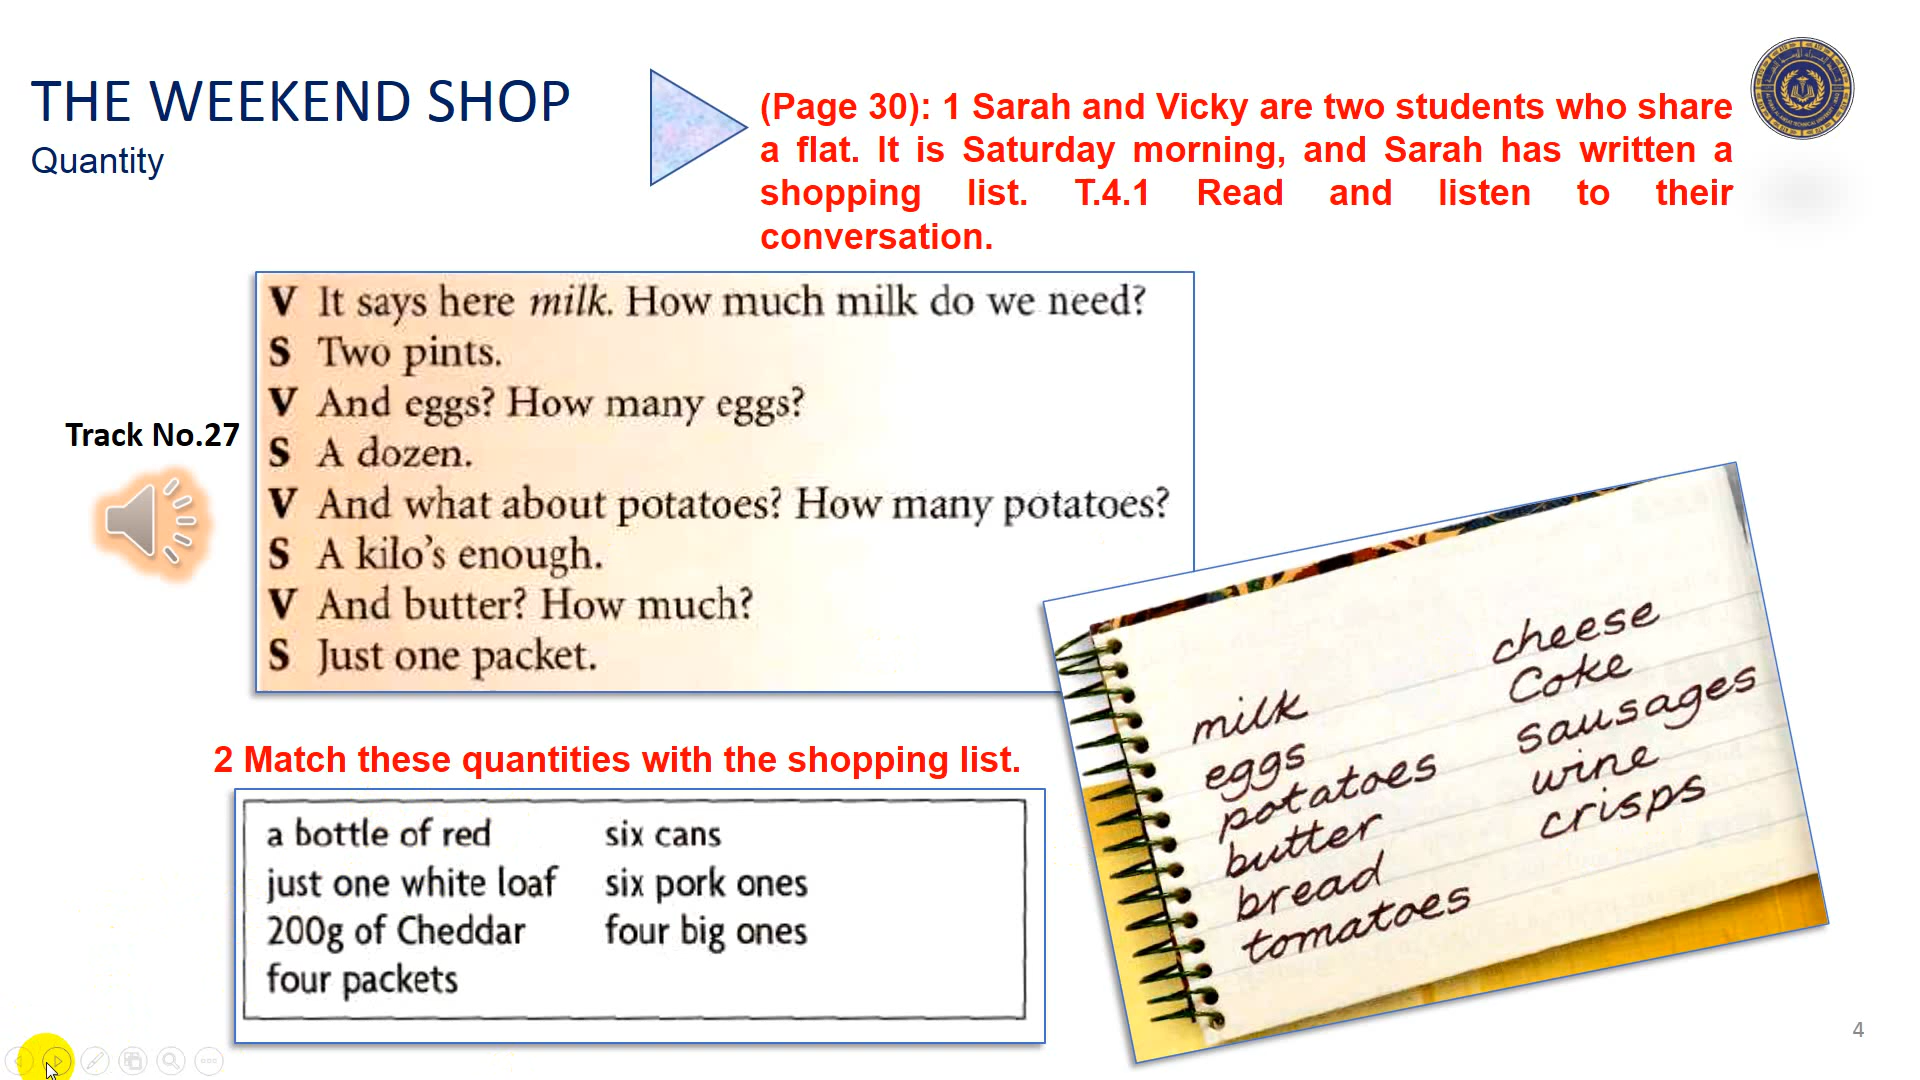 THE WEEKEND SHOP
Quantity
(Page 30): 1 Sarah and Vicky are two students who share
a flat. It is Saturday morning, and Sarah has written a
shopping list. T.4.1 Read and listen to their
conversation.
V It says here milk. How much milk do we need?
S Two pints.
V And eggs? How many eggs?
S A dozen.
V And what about potatoes? How many potatoes?
S A kilo's enough.
V And butter? How much?
S Just one packet.
Track No.27
2 Match these quantities with the shopping list.
a bottle of red
just one white loaf
200g of Cheddar
four packets
six cans
six pork ones
four big ones
milk
eggs
potatoes
butter
bread
tomatoes
cheese
Coke
sausages
wine
crisps
4